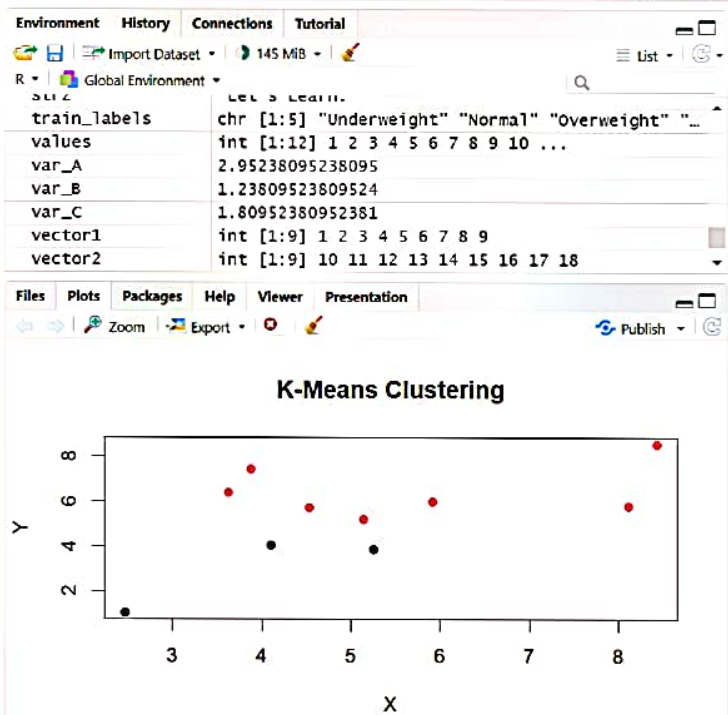 Environment History Connections Tutorial
Import Dataset 145 MiB List
R Global Environment
str2 "Let's Learn.
train_labels chr [1:5] "Underweight" "Normal" "Overweight" "…
values int [1:12] 1 2 3 4 5 6 7 8 9 10 ...
var_A 2.95238095238095
var_B 1.23809523809524
var_C 1.80952380952381
vector1 int [1:9] 1 2 3 4 5 6 7 8 9
vector2 int [1:9] 10 11 12 13 14 15 16 17 18
Files Plots Packages Help Viewer Presentation
Zoom Export Publish
K-Means Clustering
8
6
4
2
Y
3 4 5 6 7 8
X